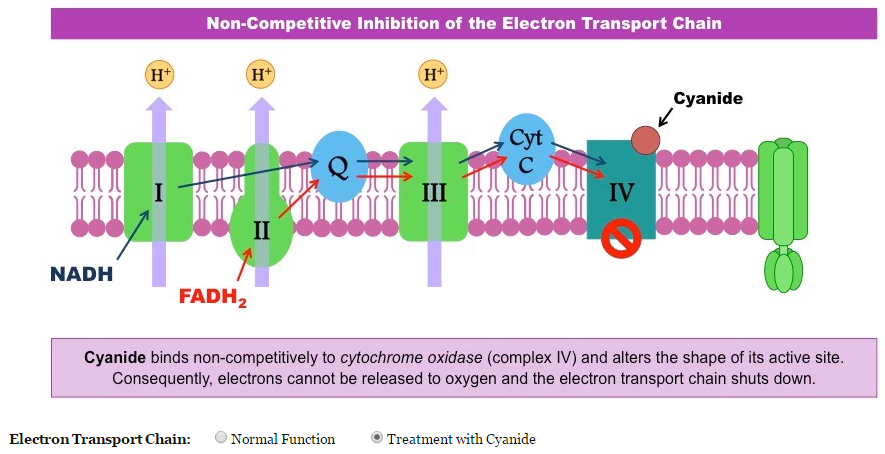 Non-Competitive Inhibition of the Electron Transport Chain
H⁺ H⁺ H⁺
Cyanide
Cyt
C
Q
I III IV
II
NADH
FADH₂
Cyanide binds non-competitively to cytochrome oxidase (complex IV) and alters the shape of its active site.
Consequently, electrons cannot be released to oxygen and the electron transport chain shuts down.
Electron Transport Chain: Normal Function Treatment with Cyanide